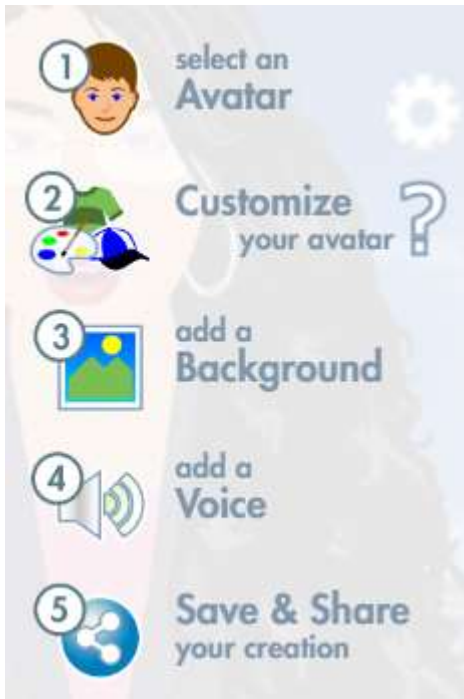 1
select an
Avatar
2
Customize
your avatar
?
3
add a
Background
4
add a
Voice
5
Save & Share
your creation